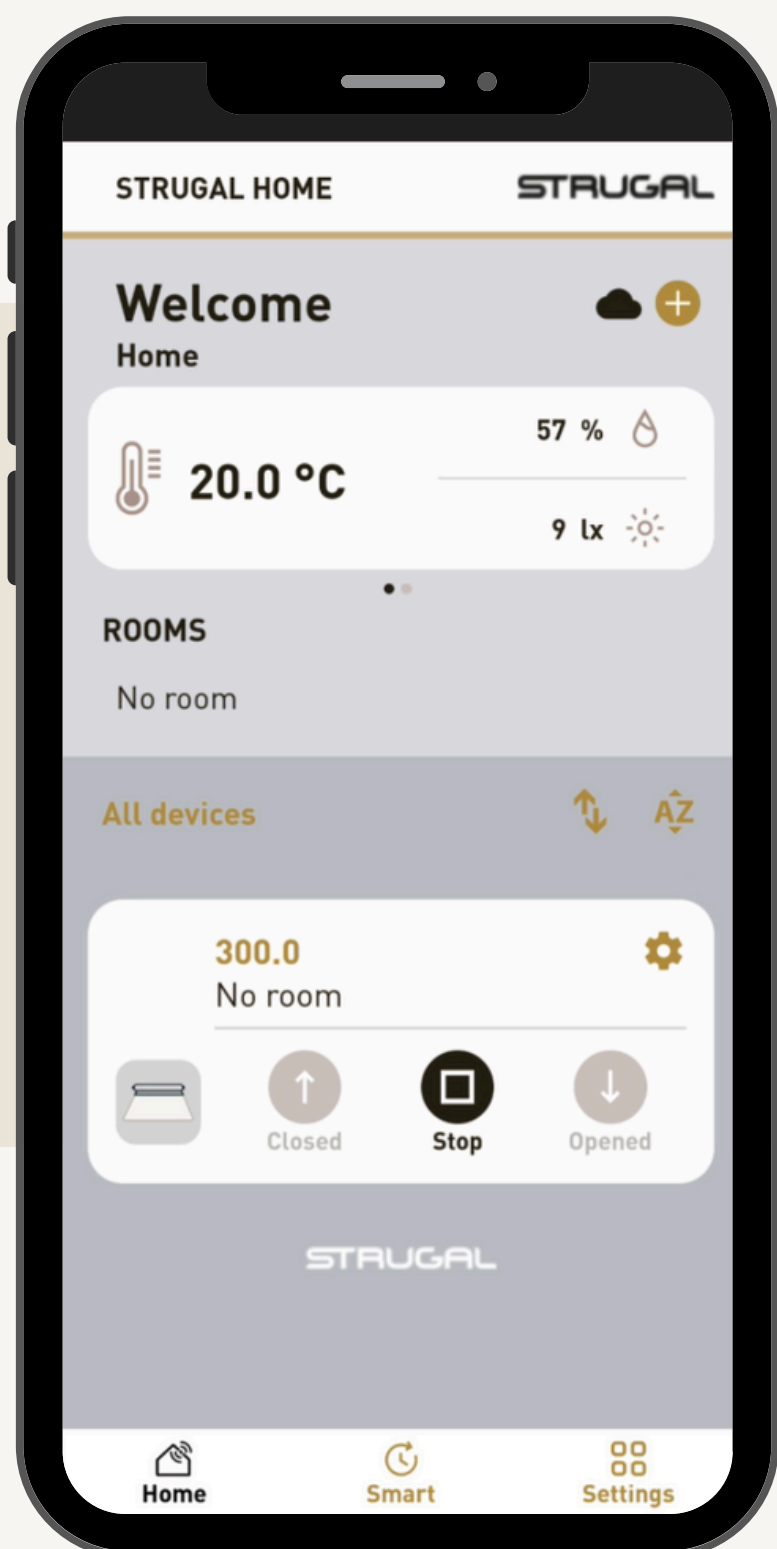 STRUGAL HOME STRUGAL
Welcome
Home
57 %
20.0 °C
9 lx
ROOMS
No room
All devices AZ
300.0
No room
Closed Stop Opened
STRUGAL
Home Smart Settings